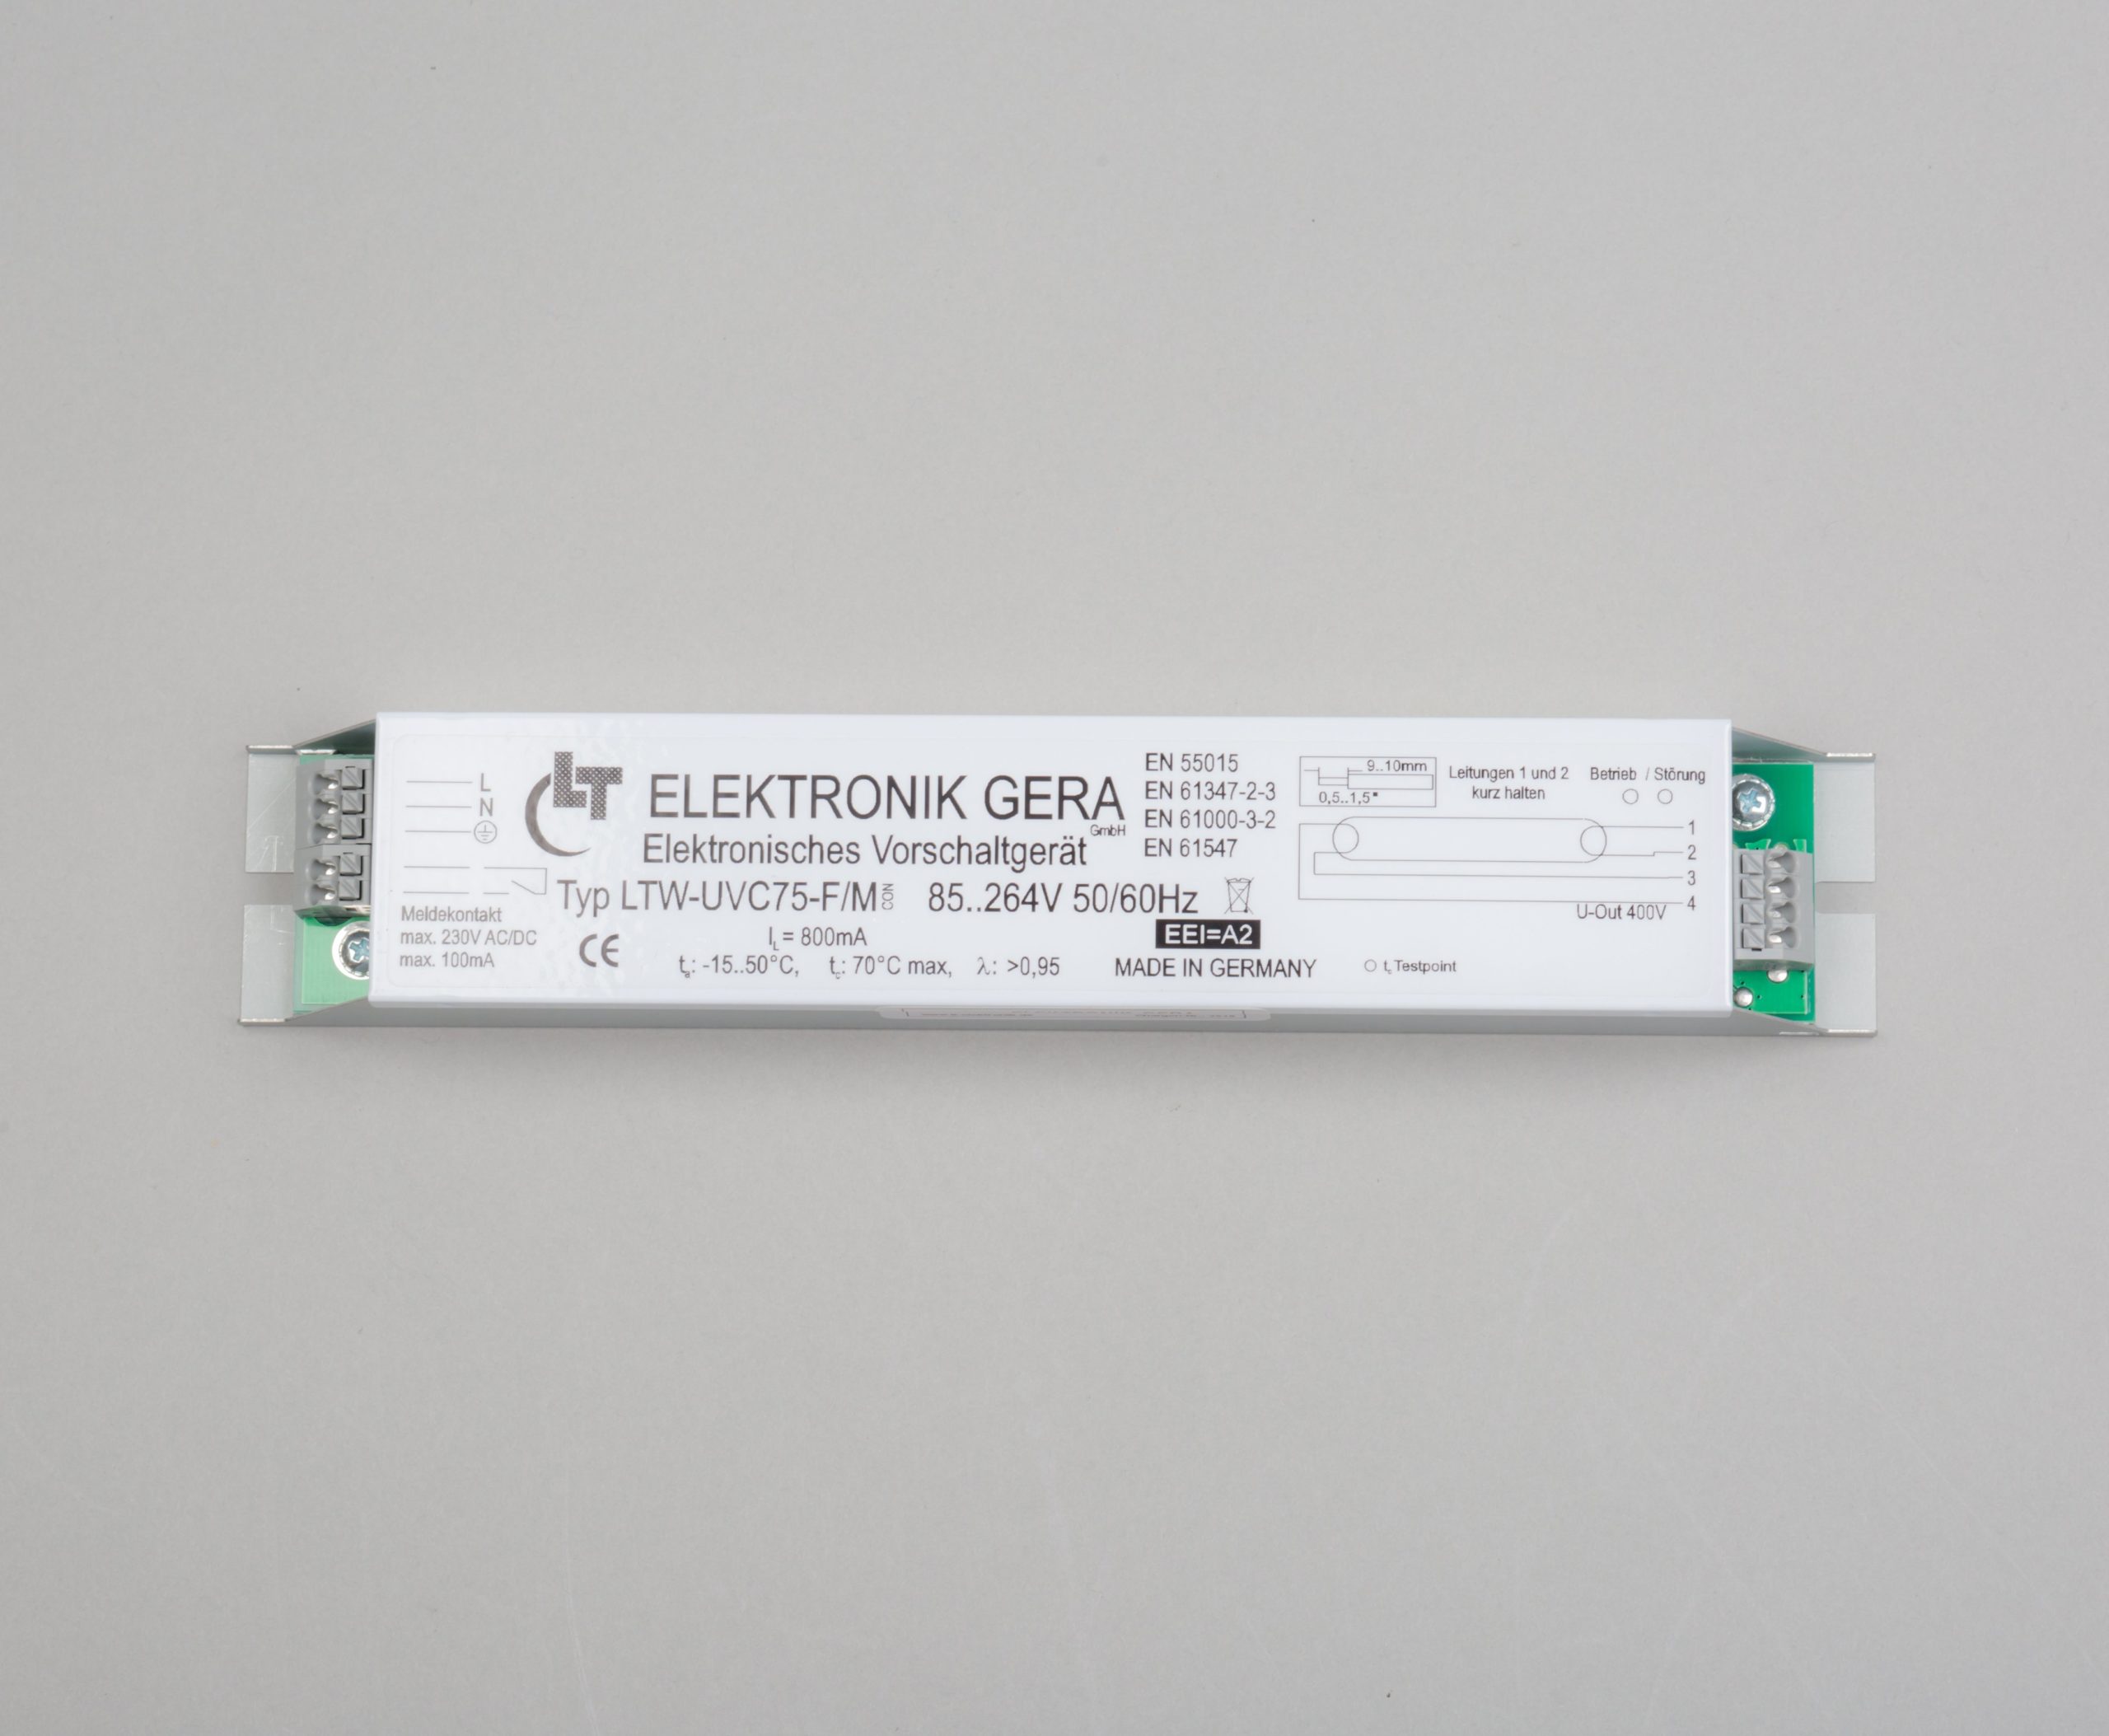 L
N
Meldekontakt
max. 230V AC/DC
max. 100mA
LT
ELEKTRONIK GERA
GmbH
Elektronisches Vorschaltgerät
Typ LTW-UVC75-F/M CON 85..264V 50/60Hz
CE
IL = 800mA
ta: -15..50°C, tc: 70°C max, λ: >0,95
EN 55015
EN 61347-2-3
EN 61000-3-2
EN 61547
EEI=A2
MADE IN GERMANY
9..10mm
0,5..1,5
Leitungen 1 und 2
kurz halten
Betrieb / Störung
1
2
3
4
U-Out 400V
tc Testpoint